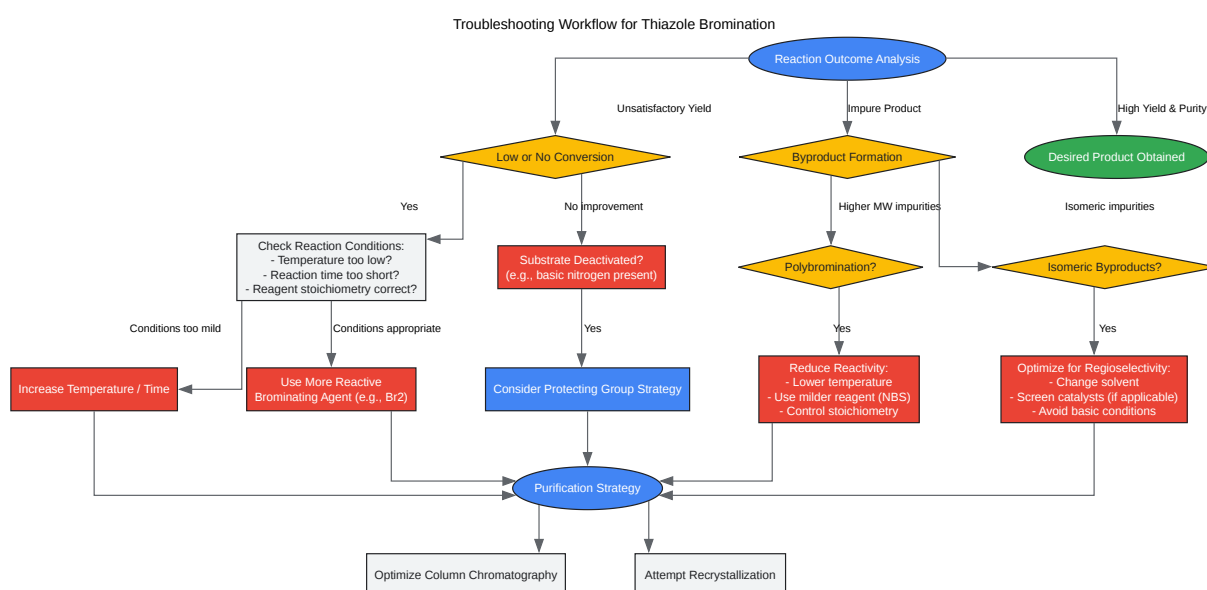 Troubleshooting Workflow for Thiazole Bromination
Reaction Outcome Analysis
Unsatisfactory Yield
Impure Product
High Yield & Purity
Low or No Conversion
Byproduct Formation
Desired Product Obtained
Yes
No improvement
Higher MW impurities
Isomeric impurities
Check Reaction Conditions:
- Temperature too low?
- Reaction time too short?
- Reagent stoichiometry correct?
Substrate Deactivated?
(e.g., basic nitrogen present)
Polybromination?
Isomeric Byproducts?
Conditions too mild
Conditions appropriate
Yes
Yes
Yes
Increase Temperature / Time
Use More Reactive
Brominating Agent (e.g., Br2)
Consider Protecting Group Strategy
Reduce Reactivity:
- Lower temperature
- Use milder reagent (NBS)
- Control stoichiometry
Optimize for Regioselectivity:
- Change solvent
- Screen catalysts (if applicable)
- Avoid basic conditions
Purification Strategy
Optimize Column Chromatography
Attempt Recrystallization